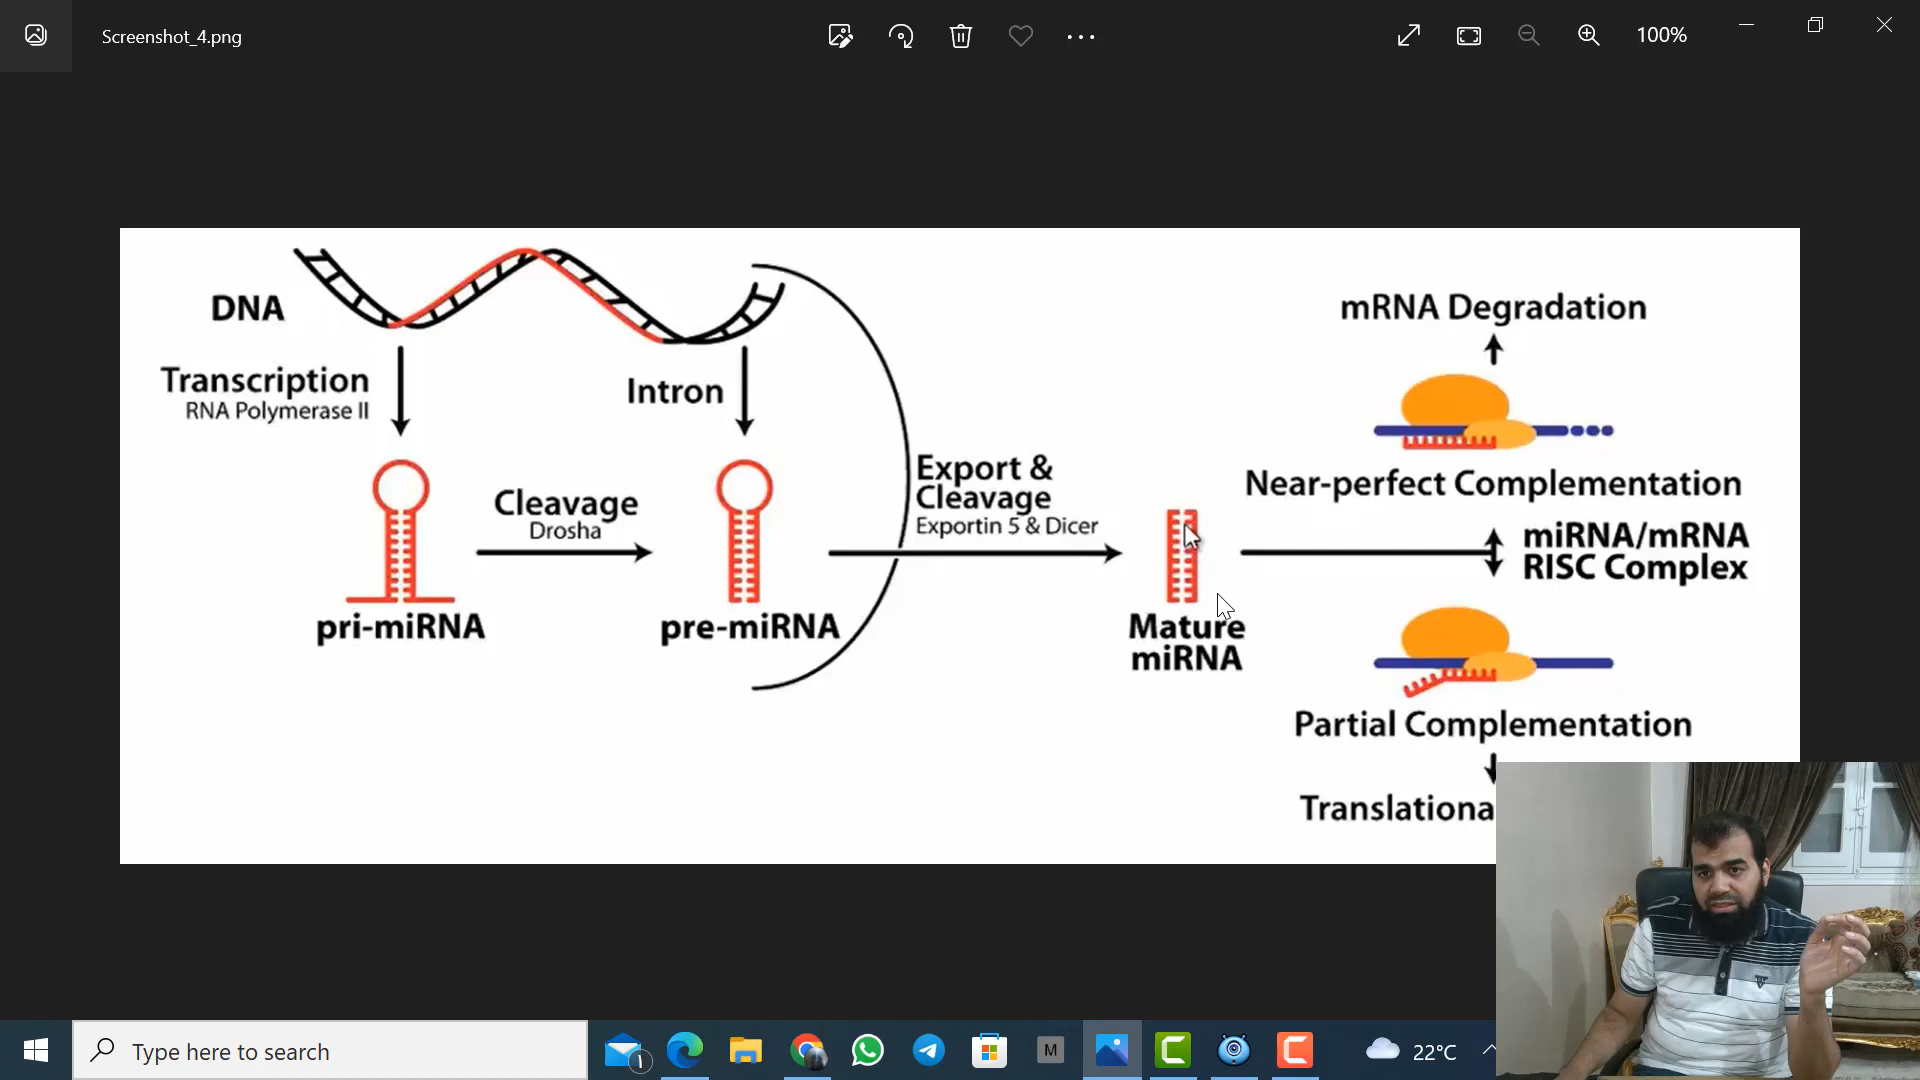 Screenshot_4.png
100%
DNA
Transcription
RNA Polymerase II
Intron
Cleavage
Drosha
pri-miRNA
pre-miRNA
Export &
Cleavage
Exportin 5 & Dicer
Mature
miRNA
mRNA Degradation
Near-perfect Complementation
miRNA/mRNA
RISC Complex
Partial Complementation
Translationa
Type here to search
1
M
22°C